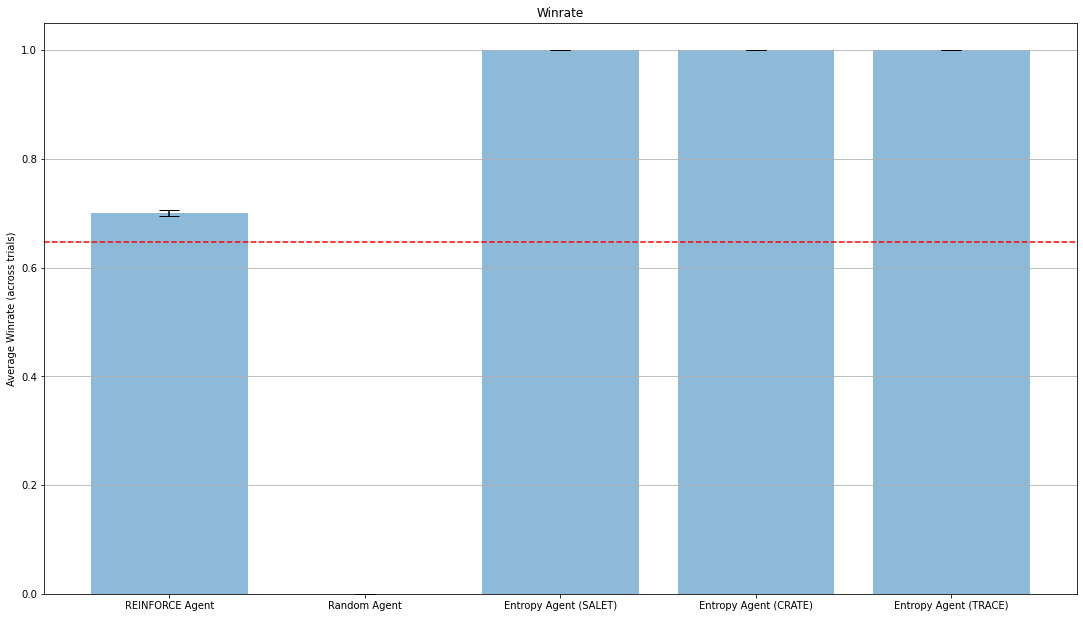 Winrate
Average Winrate (across trials)
1.0
0.8
0.6
0.4
0.2
0.0
REINFORCE Agent
Random Agent
Entropy Agent (SALET)
Entropy Agent (CRATE)
Entropy Agent (TRACE)